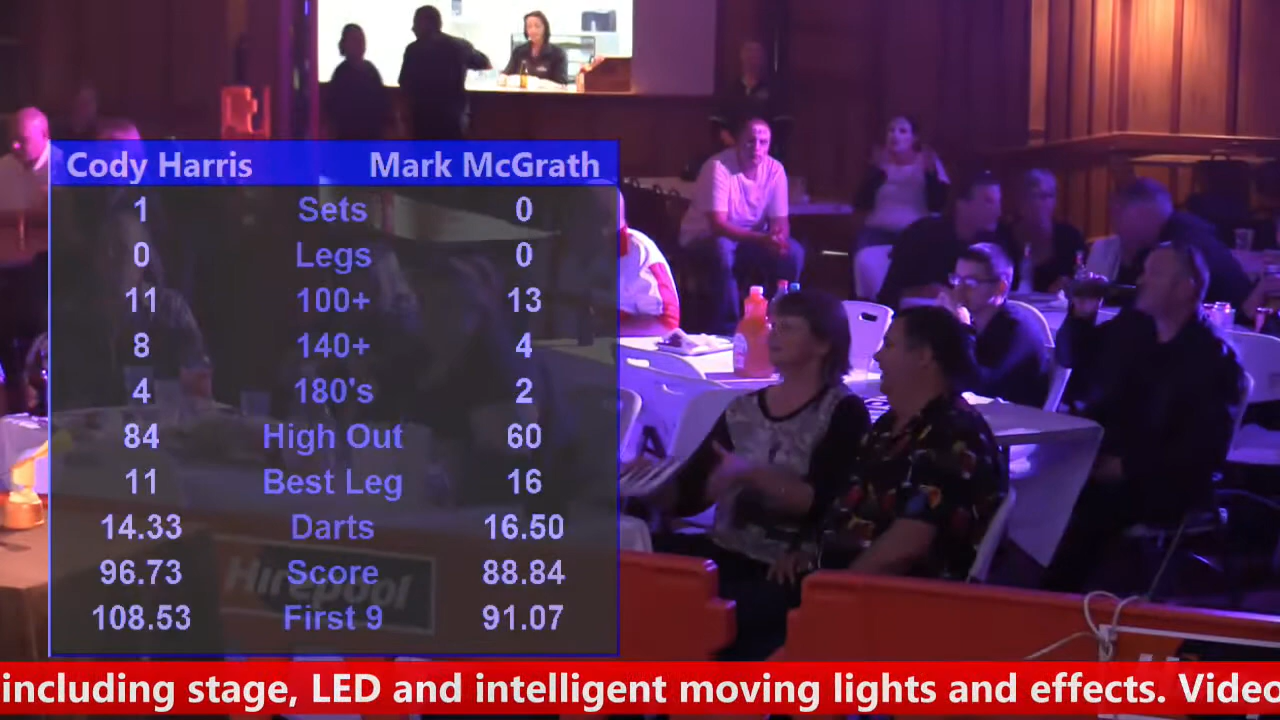 Cody Harris Mark McGrath
1 Sets 0
0 Legs 0
11 100+ 13
8 140+ 4
4 180's 2
84 High Out 60
11 Best Leg 16
14.33 Darts 16.50
96.73 Score 88.84
108.53 First 9 91.07
Hirepool
including stage, LED and intelligent moving lights and effects. Video